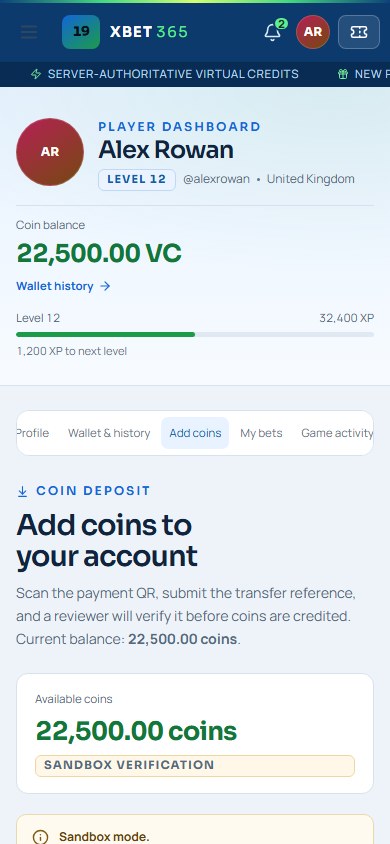 19 XBET 365 2 AR
SERVER-AUTHORITATIVE VIRTUAL CREDITS NEW
AR
PLAYER DASHBOARD
Alex Rowan
LEVEL 12 @alexrowan • United Kingdom
Coin balance
22,500.00 VC
Wallet history →
Level 12 32,400 XP
1,200 XP to next level
Profile Wallet & history Add coins My bets Game activity
COIN DEPOSIT
Add coins to
your account
Scan the payment QR, submit the transfer reference,
and a reviewer will verify it before coins are credited.
Current balance: 22,500.00 coins.
Available coins
22,500.00 coins
SANDBOX VERIFICATION
Sandbox mode.